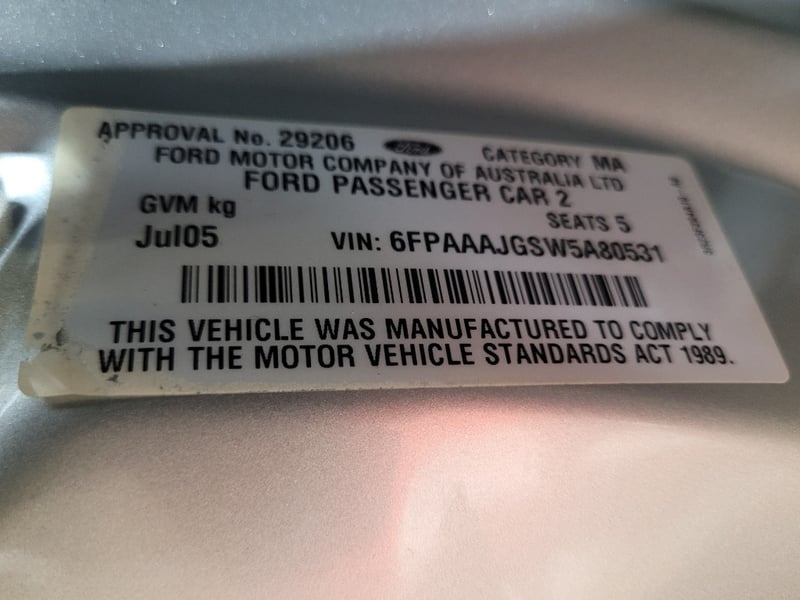 APPROVAL No. 29206 Ford CATEGORY MA
FORD MOTOR COMPANY OF AUSTRALIA LTD
FORD PASSENGER CAR 2
GVM kg SEATS 5
Jul05 VIN: 6FPAAAJGSW5A80531
THIS VEHICLE WAS MANUFACTURED TO COMPLY
WITH THE MOTOR VEHICLE STANDARDS ACT 1989.